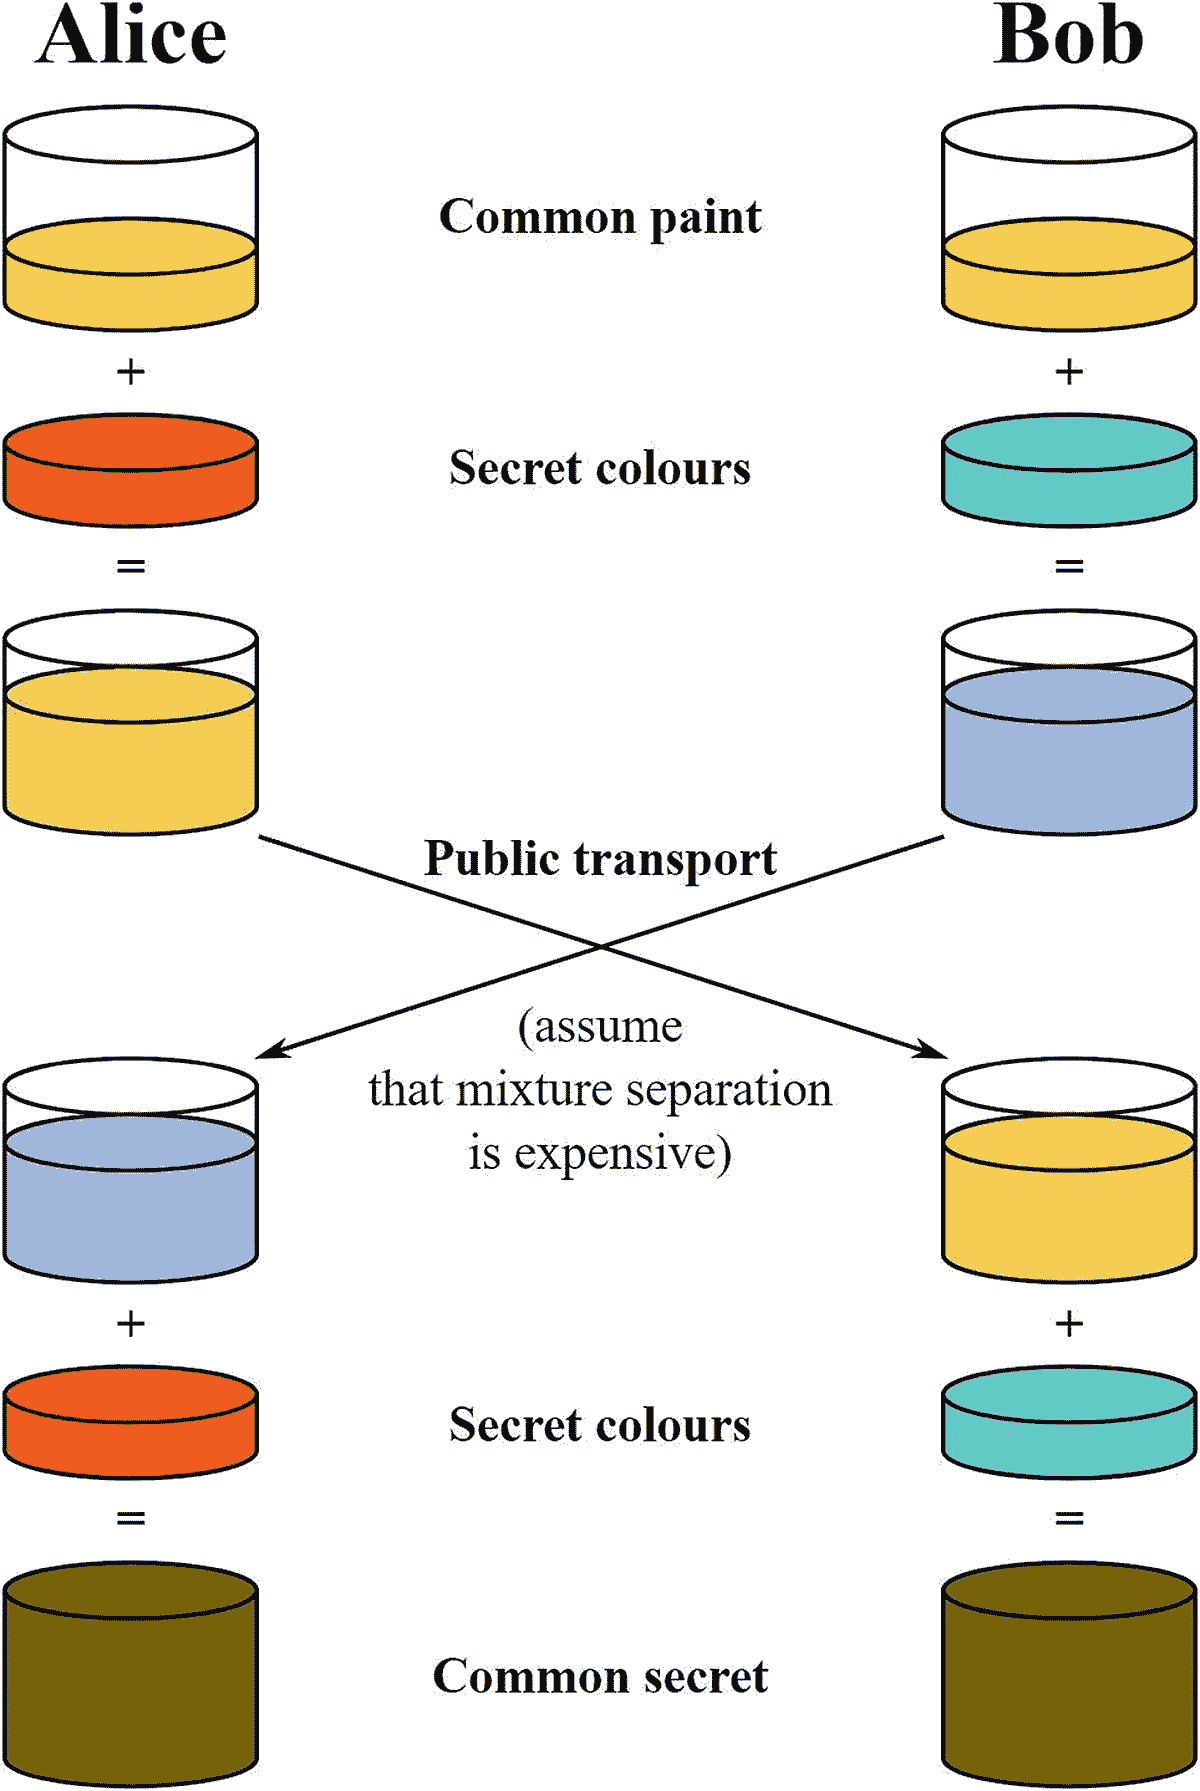 Alice
Bob
Common paint
+
+
Secret colours
=
=
Public transport
(assume
that mixture separation
is expensive)
+
+
Secret colours
=
=
Common secret